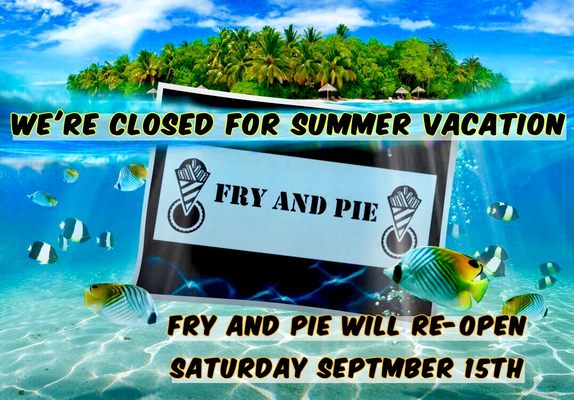 WE'RE CLOSED FOR SUMMER VACATION
FRY AND PIE
FRY AND PIE WILL RE-OPEN
SATURDAY SEPTMBER 15TH